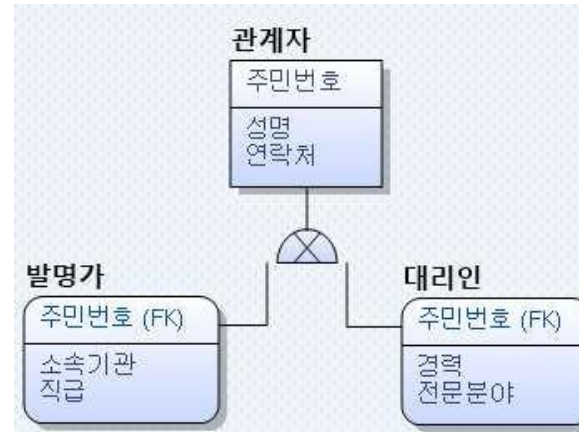 관계자
주민번호
성명
연락처
발명가
주민번호 (FK)
소속기관
직급
대리인
주민번호 (FK)
경력
전문분야